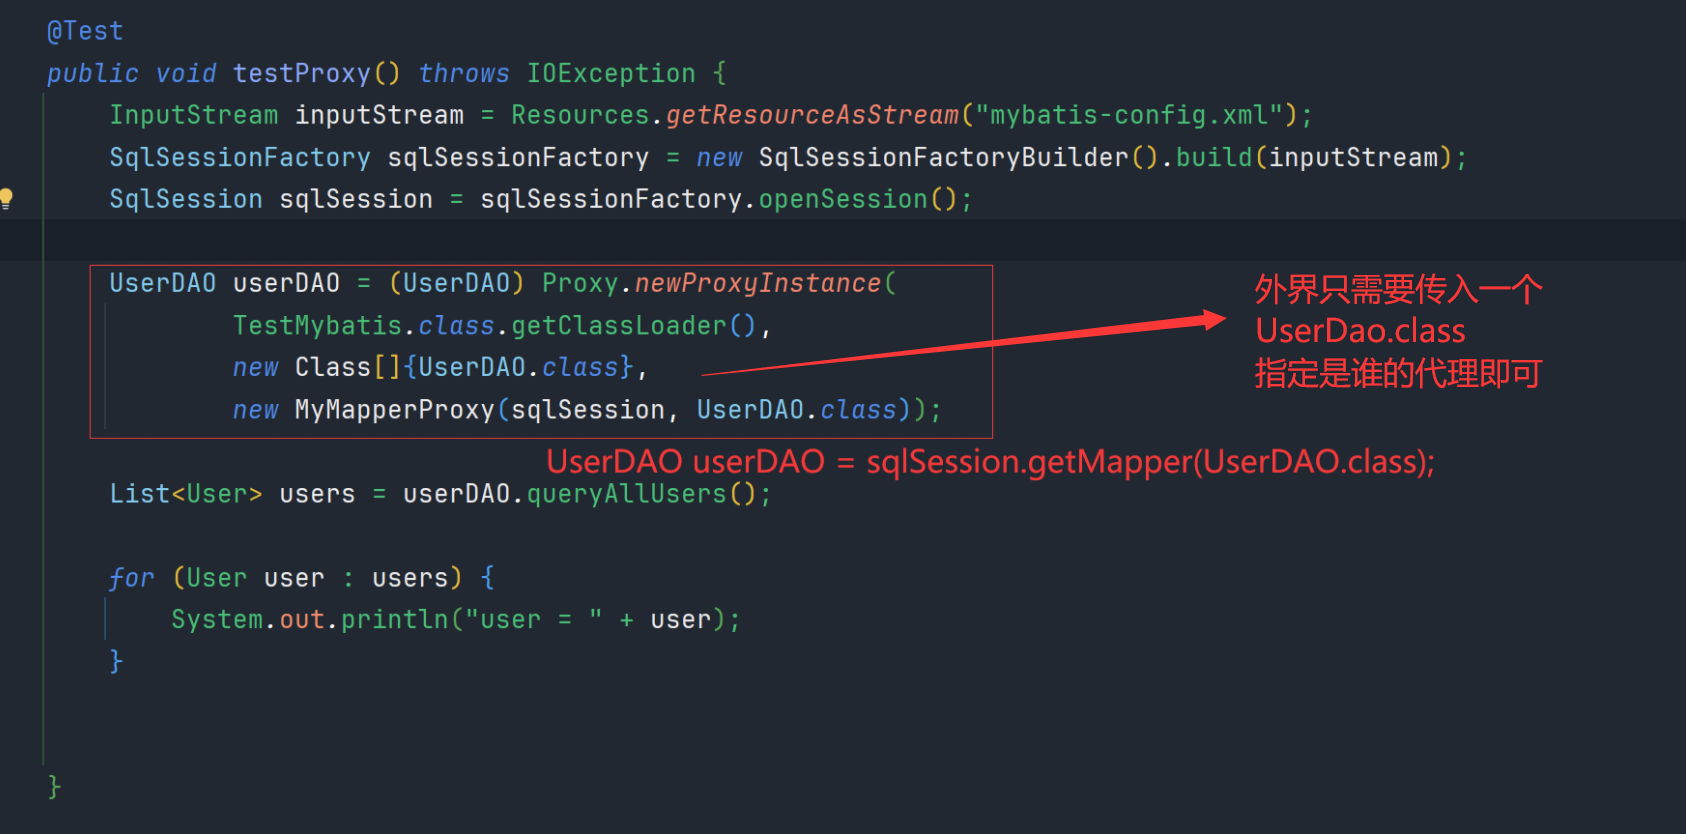 @Test
public void testProxy() throws IOException {
InputStream inputStream = Resources.getResourceAsStream("mybatis-config.xml");
SqlSessionFactory sqlSessionFactory = new SqlSessionFactoryBuilder().build(inputStream);
SqlSession sqlSession = sqlSessionFactory.openSession();
UserDAO userDAO = (UserDAO) Proxy.newProxyInstance(
TestMybatis.class.getClassLoader(),
new Class[]{UserDAO.class},
new MyMapperProxy(sqlSession, UserDAO.class));
外界只需要传入一个
UserDao.class
指定是谁的代理即可
UserDAO userDAO = sqlSession.getMapper(UserDAO.class);
List<User> users = userDAO.queryAllUsers();
for (User user : users) {
System.out.println("user = " + user);
}
}